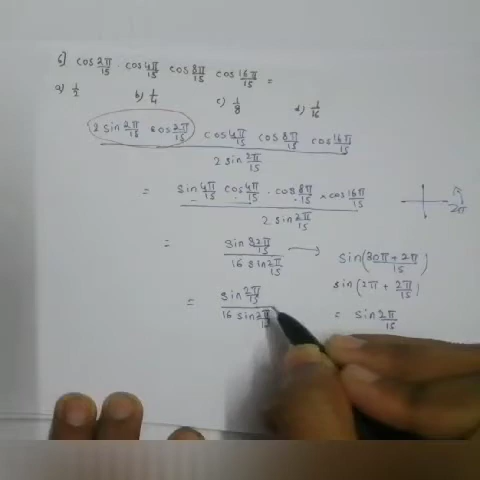 6] cos 2π/15 · cos 4π/15 cos 8π/15 cos 16π/15 =
a) 1/2 b) 1/4 c) 1/8 d) 1/16
2 sin 2π/15 cos 2π/15 cos 4π/15 cos 8π/15 cos 16π/15
2 sin 2π/15
= sin 4π/15 cos 4π/15 · cos 8π/15 × cos 16π/15
2 sin 2π/15
2π
= sin 32π/15
16 sin 2π/15
sin(30π + 2π/15)
sin(2π + 2π/15)
= sin 2π/15
= sin 2π/15
16 sin 2π/15